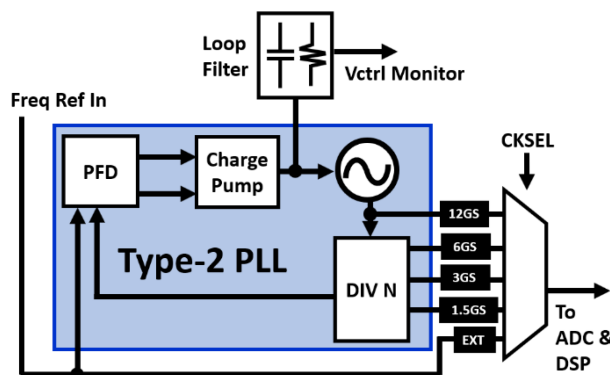 Loop
Filter
Vctrl Monitor
Freq Ref In
PFD
Charge
Pump
CKSEL
12GS
6GS
Type-2 PLL
3GS
DIV N
1.5GS
EXT
To
ADC &
DSP